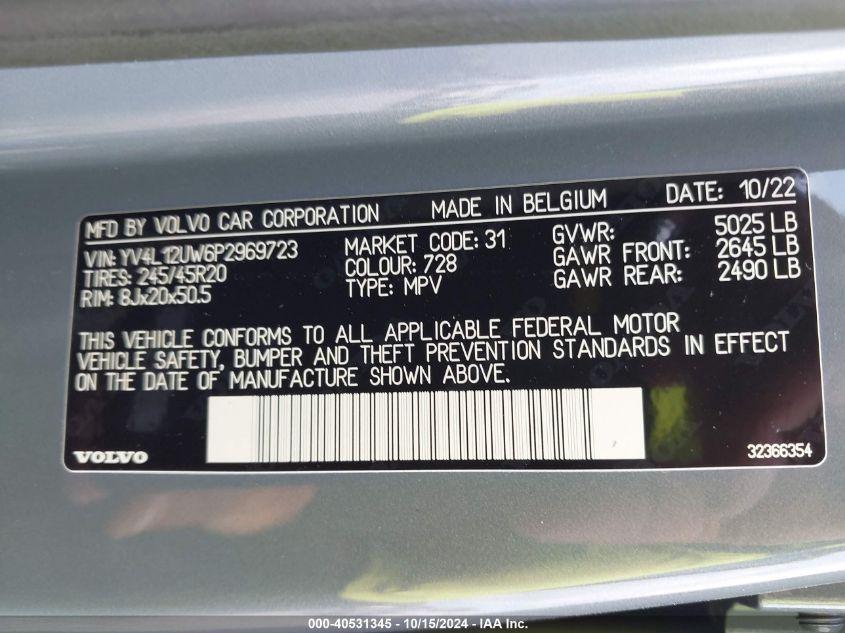 MFD BY VOLVO CAR CORPORATION MADE IN BELGIUM DATE: 10/22
VIN: YV4L12UW6P2969723 MARKET CODE: 31 GVWR: 5025 LB
TIRES: 245/45R20 COLOUR: 728 GAWR FRONT: 2645 LB
RIM: 8Jx20x50.5 TYPE: MPV GAWR REAR: 2490 LB
THIS VEHICLE CONFORMS TO ALL APPLICABLE FEDERAL MOTOR
VEHICLE SAFETY, BUMPER AND THEFT PREVENTION STANDARDS IN EFFECT
ON THE DATE OF MANUFACTURE SHOWN ABOVE.
VOLVO 32366354
000-40531345 - 10/15/2024 - IAA Inc.